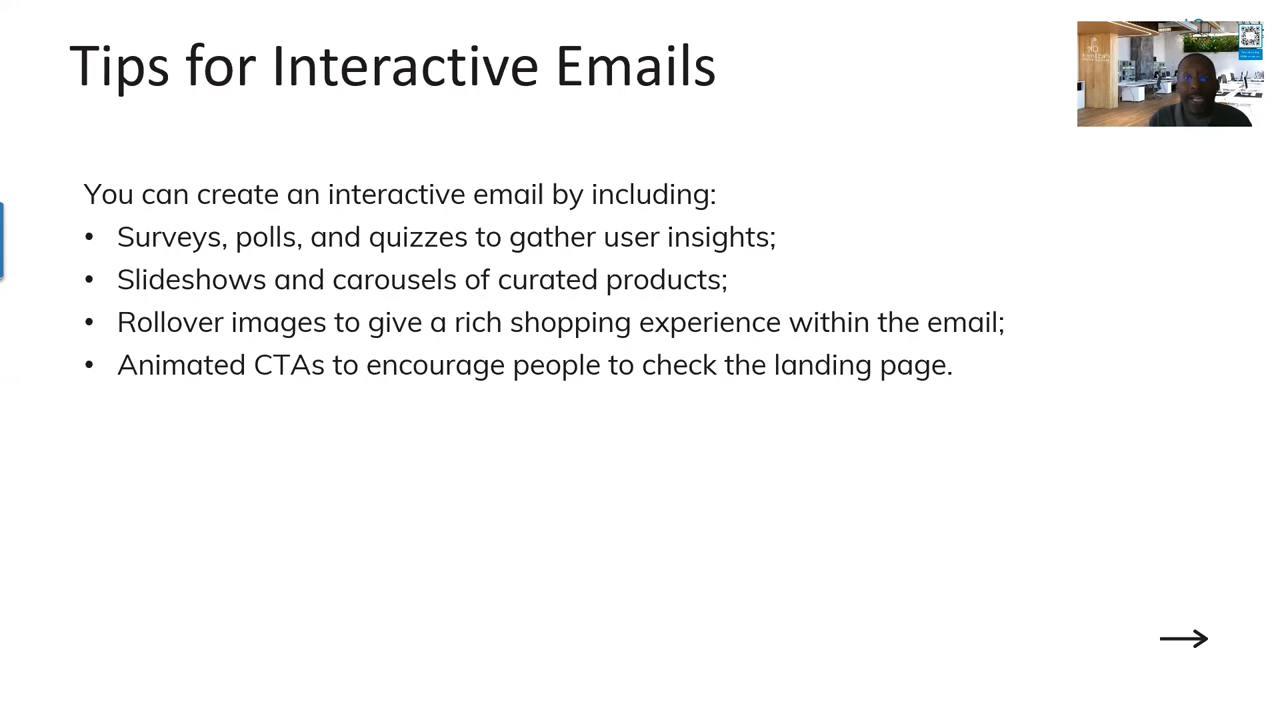 Tips for Interactive Emails
You can create an interactive email by including:
• Surveys, polls, and quizzes to gather user insights;
• Slideshows and carousels of curated products;
• Rollover images to give a rich shopping experience within the email;
• Animated CTAs to encourage people to check the landing page.